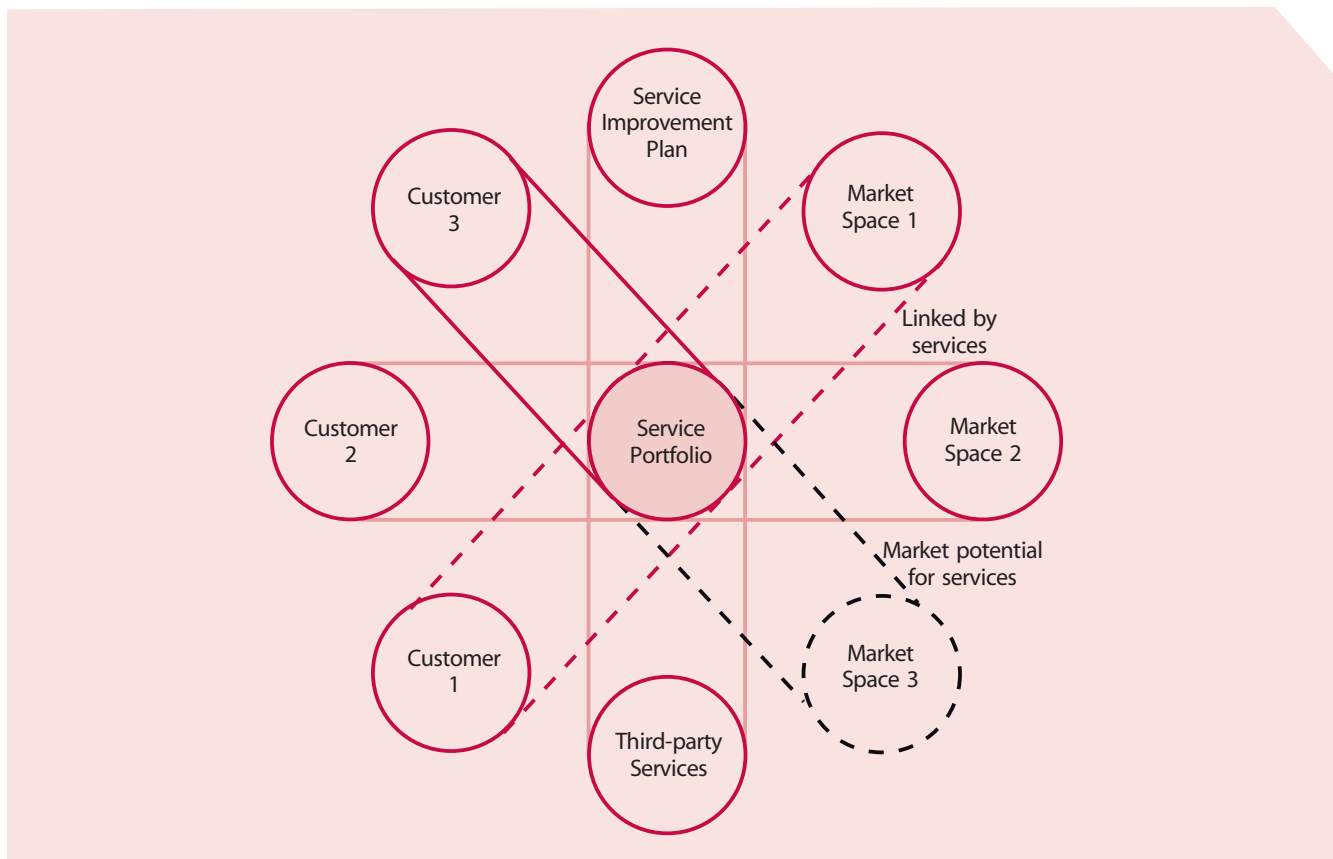 Service
Improvement
Plan
Customer
3
Market
Space 1
Linked by
services
Customer
2
Service
Portfolio
Market
Space 2
Market potential
for services
Customer
1
Market
Space 3
Third-party
Services